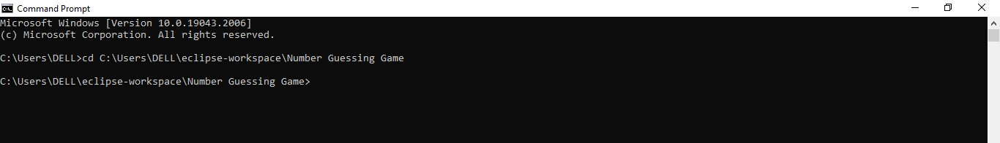 Command Prompt
Microsoft Windows [Version 10.0.19043.2006]
(c) Microsoft Corporation. All rights reserved.
C:\Users\DELL>cd C:\Users\DELL\eclipse-workspace\Number Guessing Game
C:\Users\DELL\eclipse-workspace\Number Guessing Game>